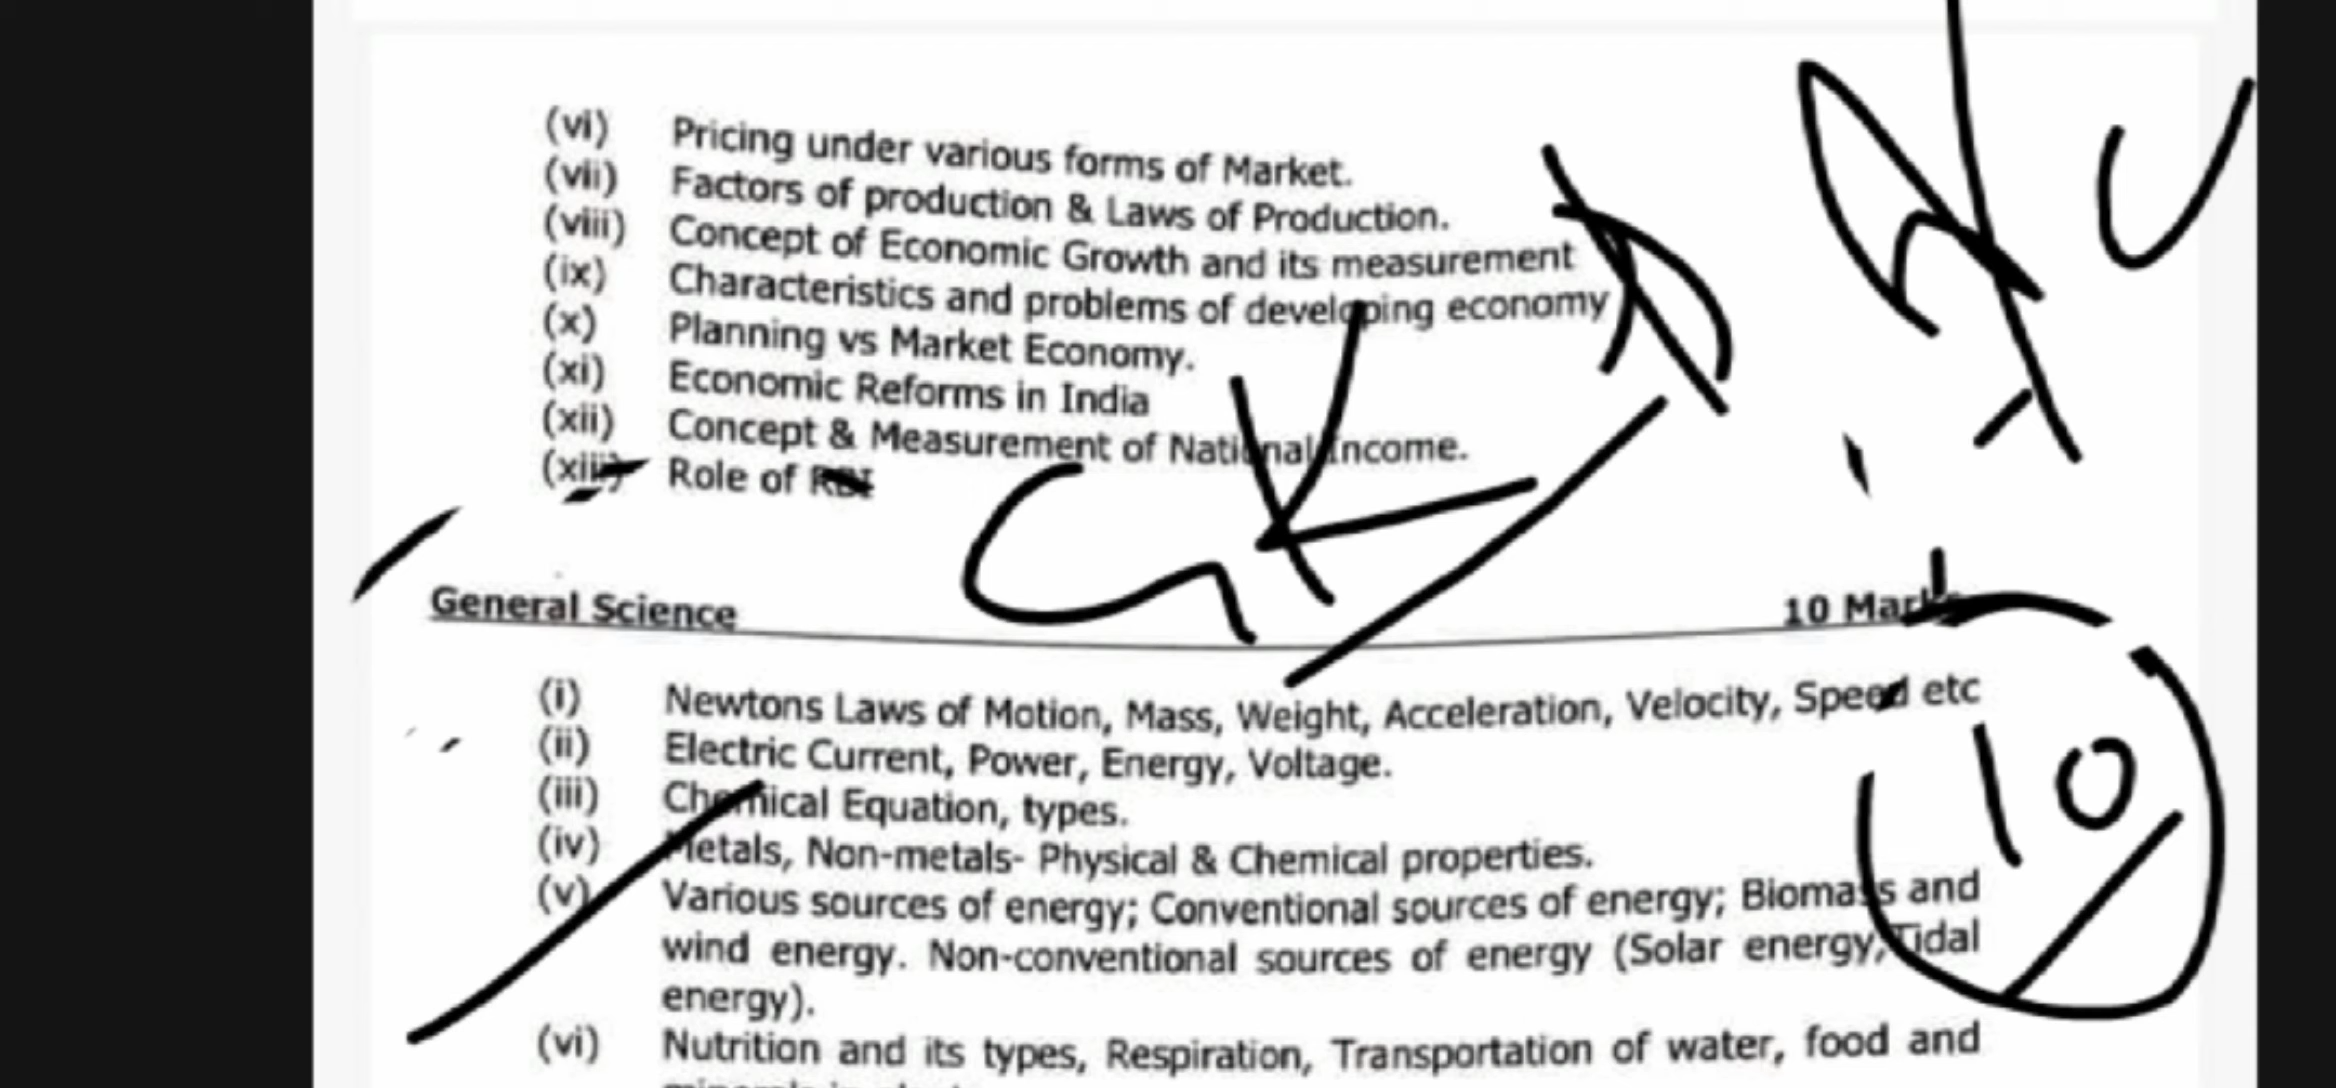 (vi) Pricing under various forms of Market.
(vii) Factors of production & Laws of Production.
(viii) Concept of Economic Growth and its measurement
(ix) Characteristics and problems of developing economy
(x) Planning vs Market Economy.
(xi) Economic Reforms in India
(xii) Concept & Measurement of National Income.
(xiii) Role of RBI
GK
General Science 10 Marks
(i) Newtons Laws of Motion, Mass, Weight, Acceleration, Velocity, Speed etc
(ii) Electric Current, Power, Energy, Voltage.
(iii) Chemical Equation, types.
10
(iv) Metals, Non-metals- Physical & Chemical properties.
(v) Various sources of energy; Conventional sources of energy; Biomass and
wind energy. Non-conventional sources of energy (Solar energy, Tidal
energy).
(vi) Nutrition and its types, Respiration, Transportation of water, food and